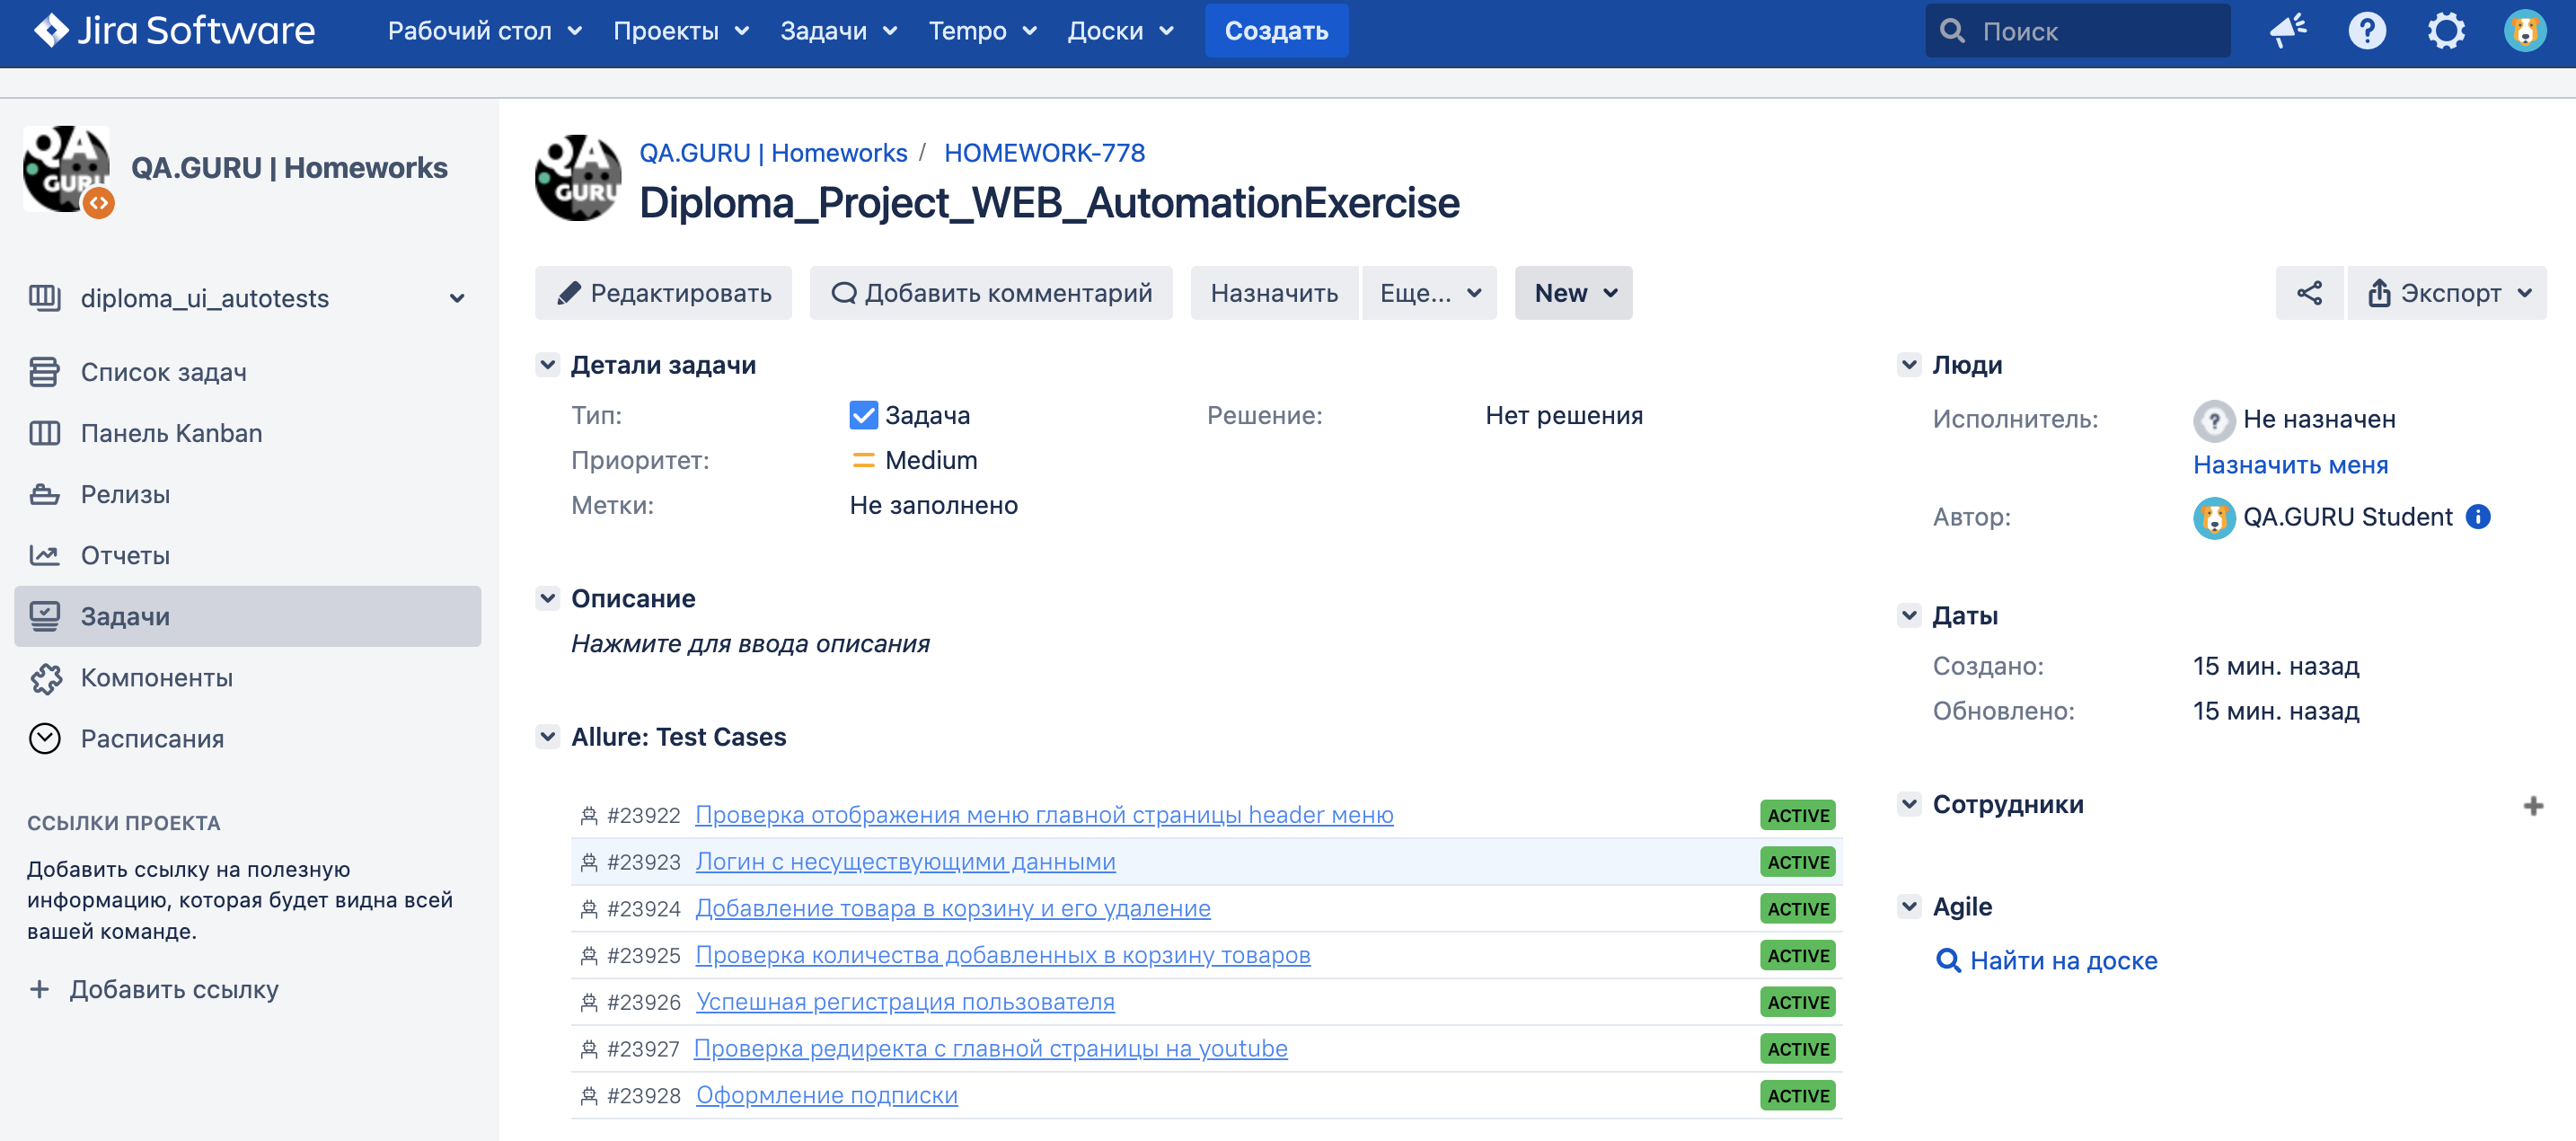 Jira Software
Рабочий стол
Проекты
Задачи
Tempo
Доски
Создать
Поиск
QA.GURU | Homeworks
diploma_ui_autotests
Список задач
Панель Kanban
Релизы
Отчеты
Задачи
Компоненты
Расписания
ССЫЛКИ ПРОЕКТА
Добавить ссылку на полезную
информацию, которая будет видна всей
вашей команде.
+ Добавить ссылку
QA GURU
QA.GURU | Homeworks / HOMEWORK-778
Diploma_Project_WEB_AutomationExercise
Редактировать
Добавить комментарий
Назначить
Еще...
New
Экспорт
Детали задачи
Тип: Задача
Решение: Нет решения
Приоритет: Medium
Метки: Не заполнено
Описание
Нажмите для ввода описания
Allure: Test Cases
#23922 Проверка отображения меню главной страницы header меню ACTIVE
#23923 Логин с несуществующими данными ACTIVE
#23924 Добавление товара в корзину и его удаление ACTIVE
#23925 Проверка количества добавленных в корзину товаров ACTIVE
#23926 Успешная регистрация пользователя ACTIVE
#23927 Проверка редиректа с главной страницы на youtube ACTIVE
#23928 Оформление подписки ACTIVE
Люди
Исполнитель: Не назначен
Назначить меня
Автор: QA.GURU Student
Даты
Создано: 15 мин. назад
Обновлено: 15 мин. назад
Сотрудники
Agile
Найти на доске